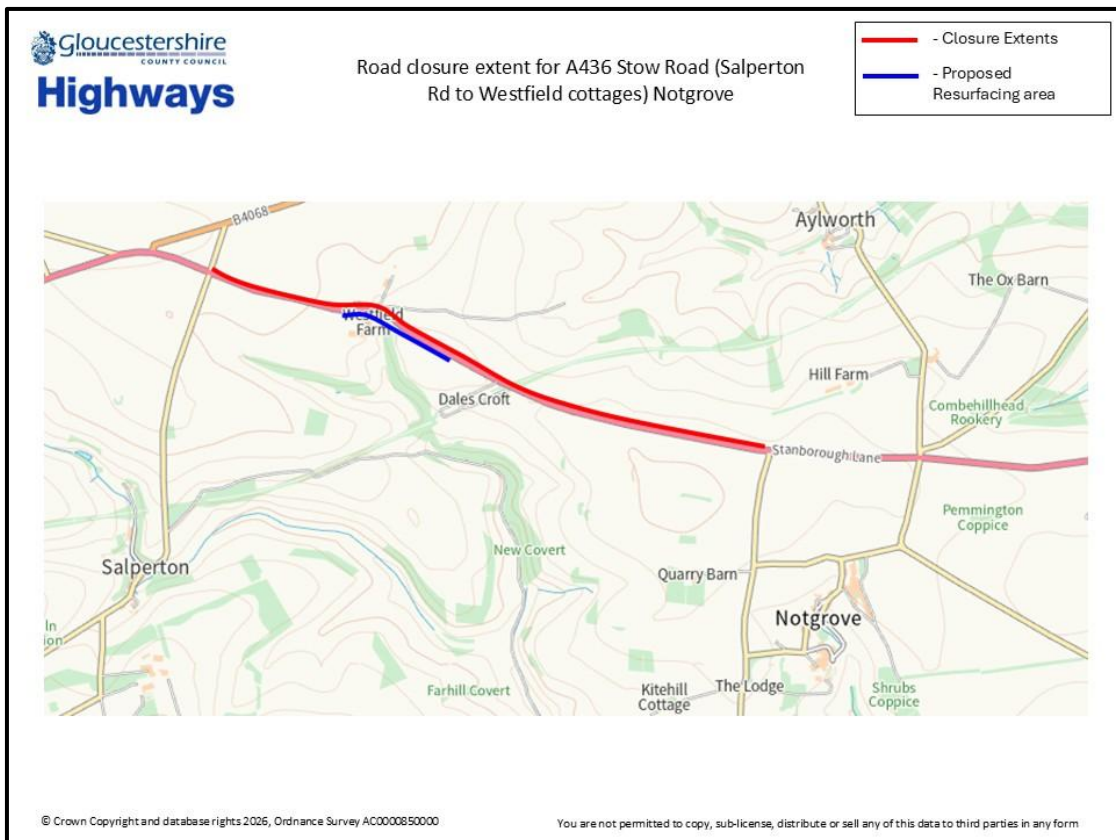 Gloucestershire
COUNTY COUNCIL
Highways
Road closure extent for A436 Stow Road (Salperton
Rd to Westfield cottages) Notgrove
- Closure Extents
- Proposed
Resurfacing area
B4068
Aylworth
The Ox Barn
Westfield
Farm
Hill Farm
Dales Croft
Combehillhead
Rookery
Stanborough Lane
Pemmington
Coppice
New Covert
Salperton
Quarry Barn
Notgrove
ln
ion
Farhill Covert
Kitehill
Cottage
The Lodge
Shrubs
Coppice
© Crown Copyright and database rights 2026, Ordnance Survey AC0000850000
You are not permitted to copy, sub-license, distribute or sell any of this data to third parties in any form